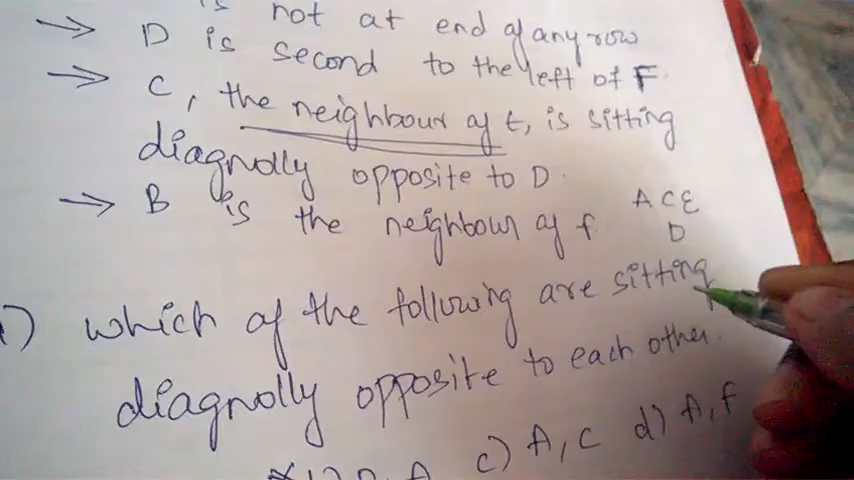 is not at end of any row
→ D is second to the left of F.
→ C, the neighbour of E, is sitting
diagnolly opposite to D.
→ B is the neighbour of f.
A C E
D
1) which of the following are sitting
diagnolly opposite to each other.
c) A, C d) A, f